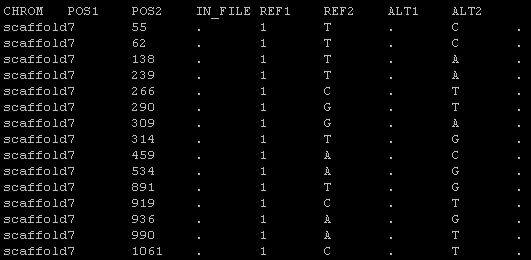 CHROM POS1 POS2 IN_FILE REF1 REF2 ALT1 ALT2
scaffold7 55 . 1 T . C .
scaffold7 62 . 1 T . C .
scaffold7 138 . 1 T . A .
scaffold7 239 . 1 T . A .
scaffold7 266 . 1 C . T .
scaffold7 290 . 1 G . T .
scaffold7 309 . 1 G . A .
scaffold7 314 . 1 T . G .
scaffold7 459 . 1 A . C .
scaffold7 534 . 1 A . G .
scaffold7 891 . 1 T . G .
scaffold7 919 . 1 C . T .
scaffold7 936 . 1 A . G .
scaffold7 990 . 1 A . T .
scaffold7 1061 . 1 C . T .